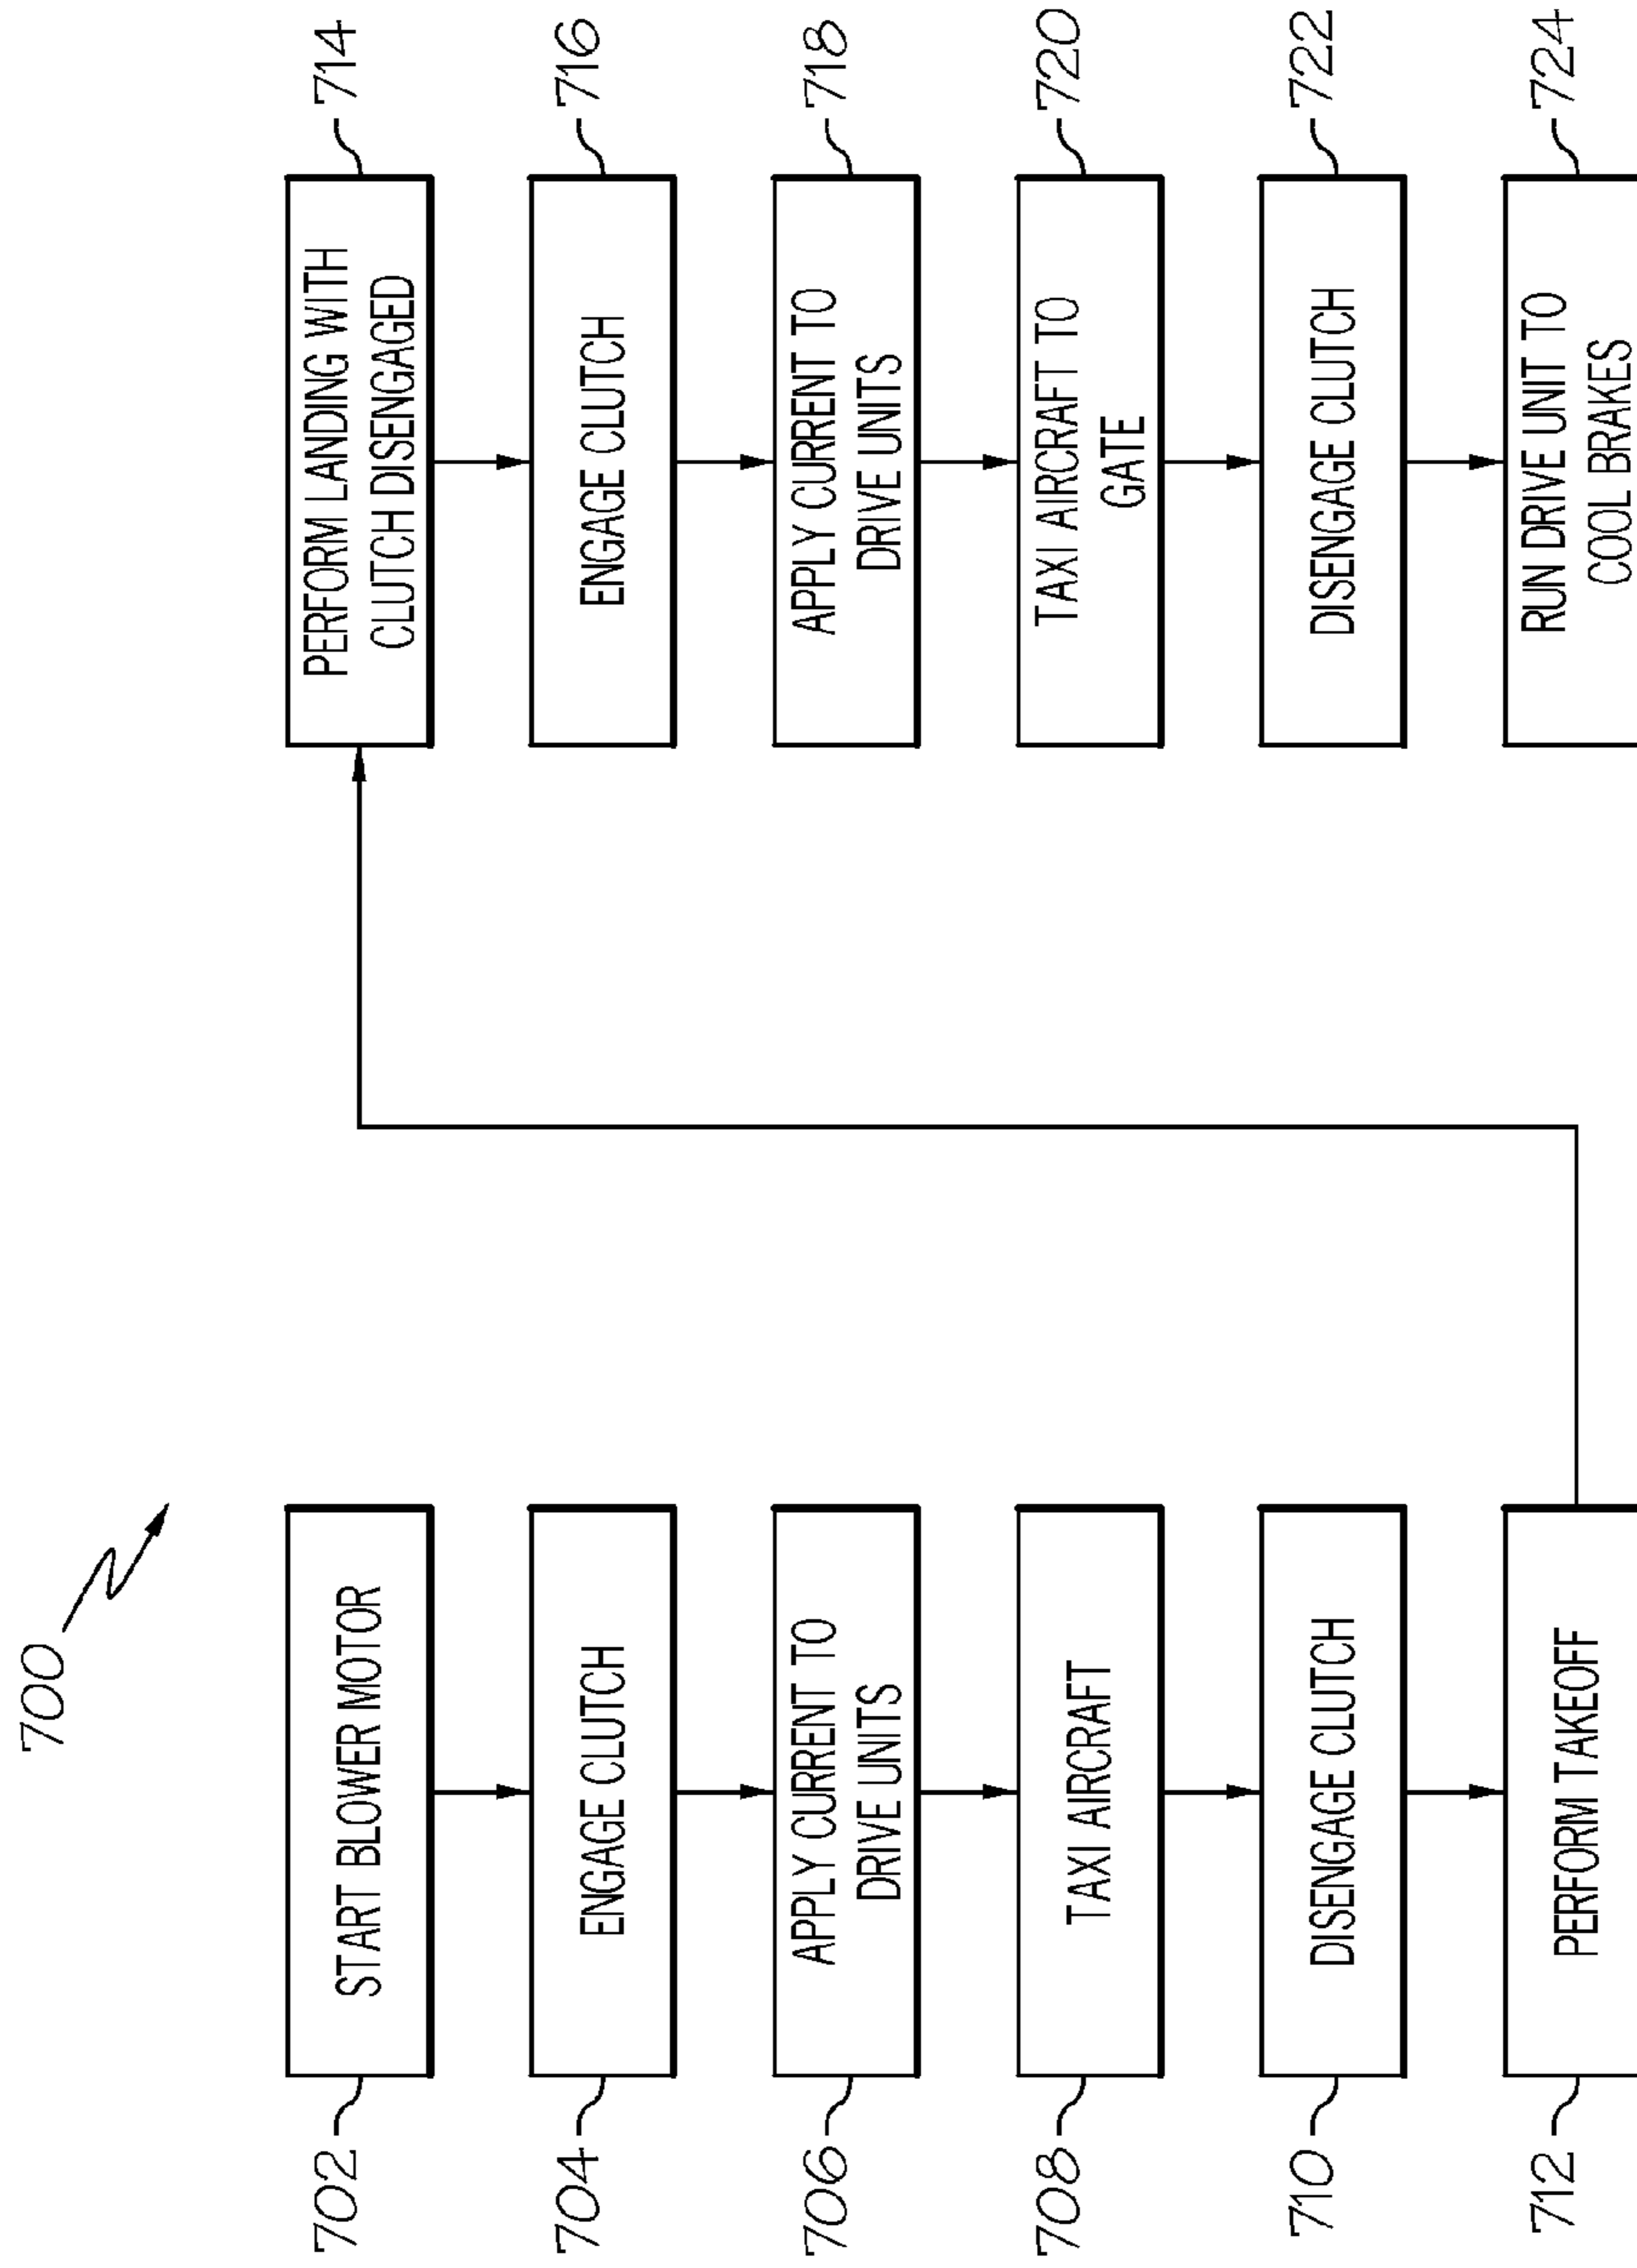 700
702
START BLOWER MOTOR
704
ENGAGE CLUTCH
706
APPLY CURRENT TO
DRIVE UNITS
708
TAXI AIRCRAFT
710
DISENGAGE CLUTCH
712
PERFORM TAKEOFF
714
PERFORM LANDING WITH
CLUTCH DISENGAGED
716
ENGAGE CLUTCH
718
APPLY CURRENT TO
DRIVE UNITS
720
TAXI AIRCRAFT TO
GATE
722
DISENGAGE CLUTCH
724
RUN DRIVE UNIT TO
COOL BRAKES